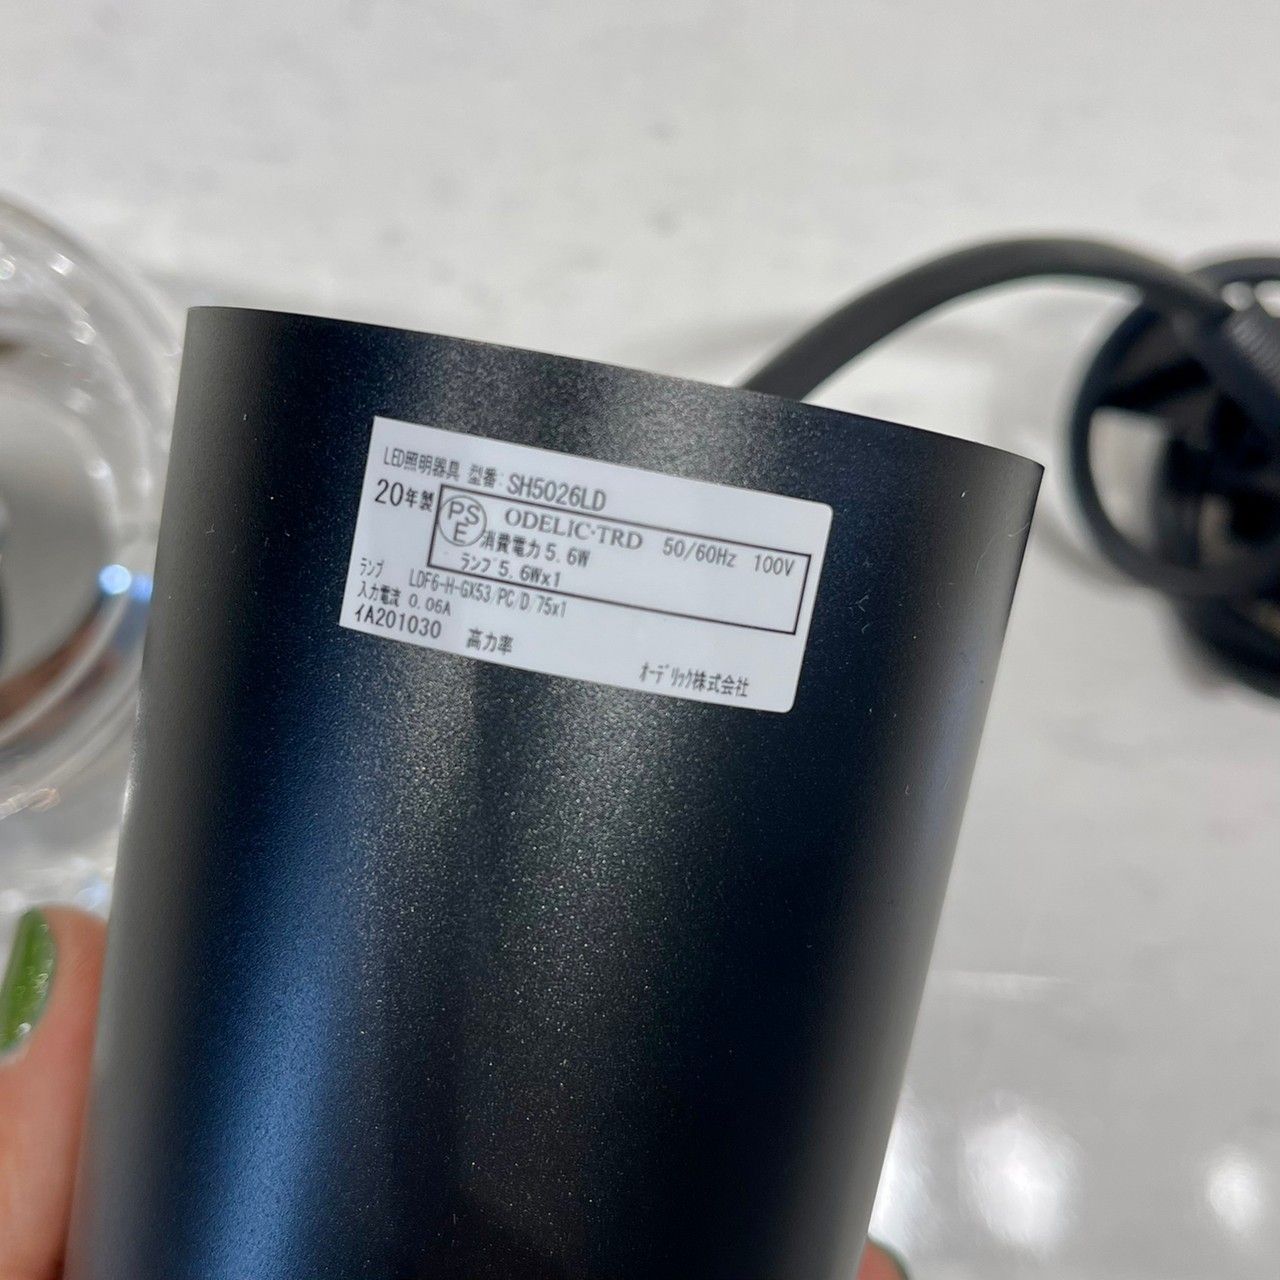 LED照明器具 型番: SH5026LD
20年製 PSE ODELIC・TRD 50/60Hz 100V
消費電力 5.6W
ランプ 5.6Wx1
ランプ LDF6-H-GX53/PC/D/75x1
入力電流 0.06A
イA201030 高力率 オーデリック株式会社